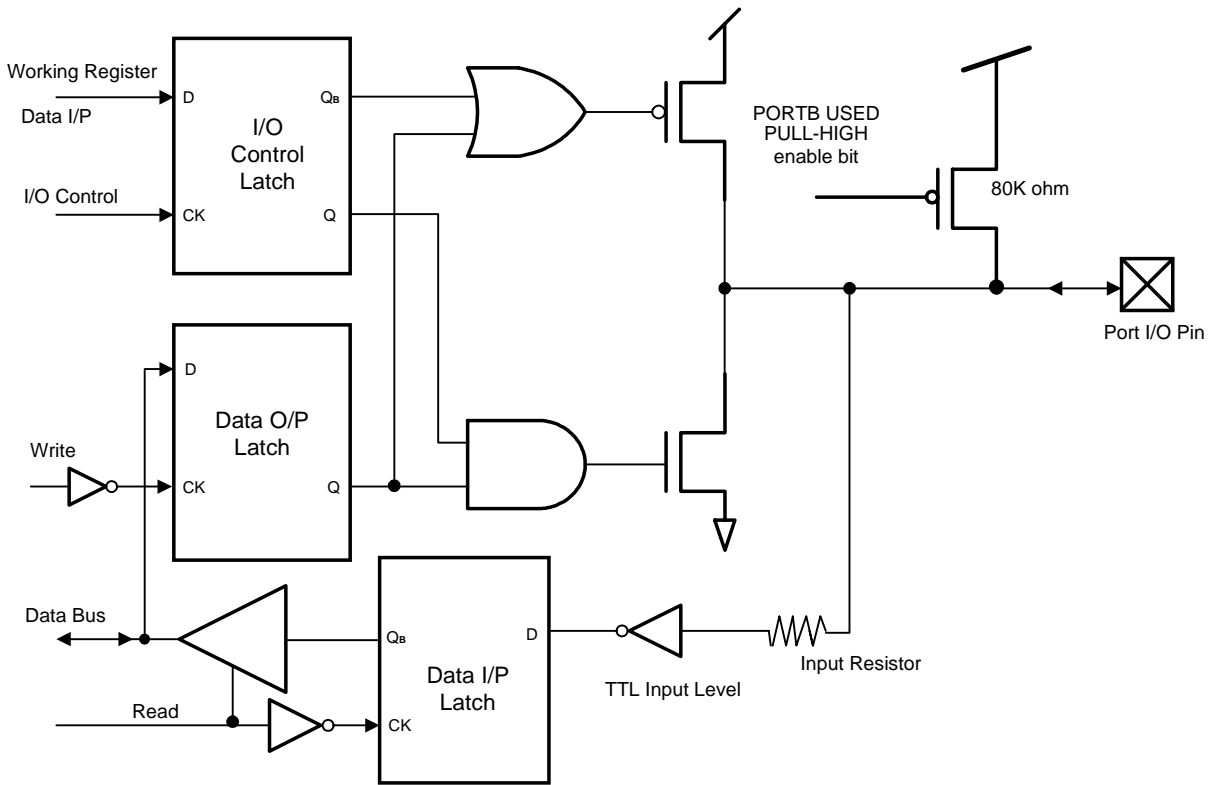 Working Register
Data I/P
I/O Control
D
CK
I/O
Control
Latch
QB
Q
PORTB USED
PULL-HIGH
enable bit
80K ohm
Port I/O Pin
Write
D
CK
Data O/P
Latch
Q
Data Bus
Read
QB
CK
Data I/P
Latch
D
TTL Input Level
Input Resistor